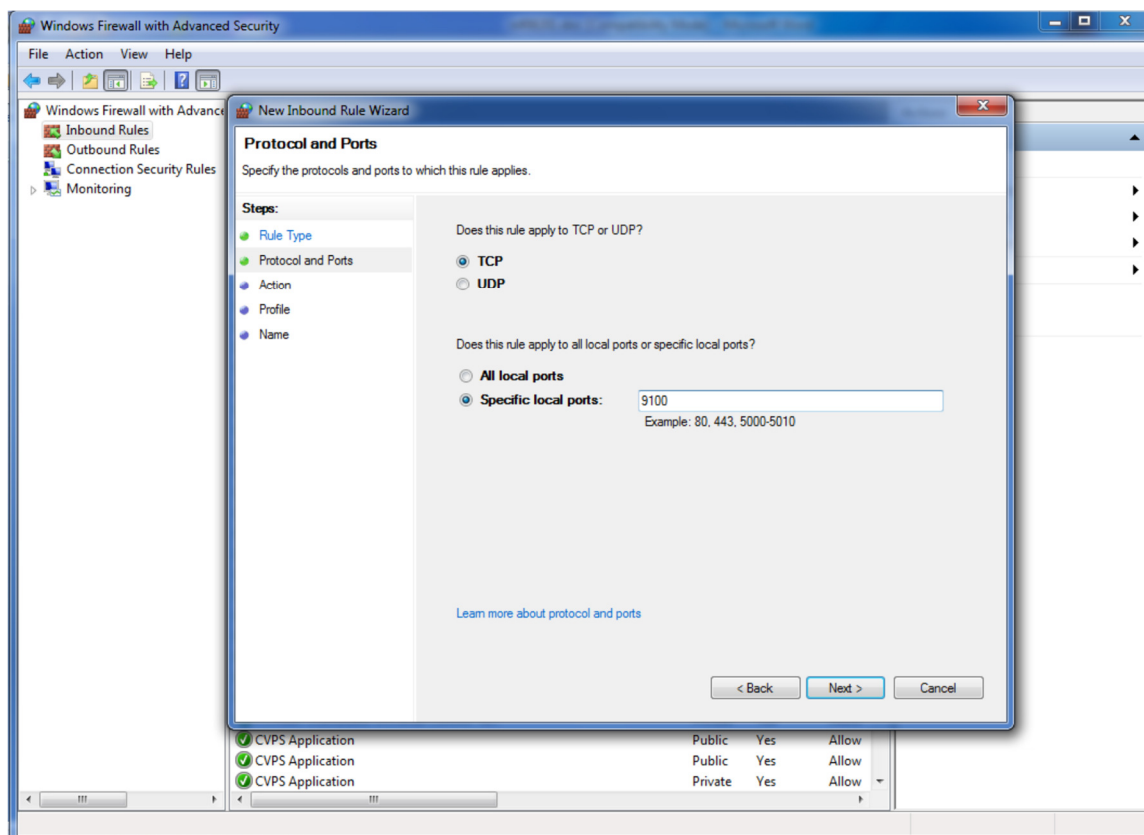 Windows Firewall with Advanced Security
File Action View Help
Windows Firewall with Advance
Inbound Rules
Outbound Rules
Connection Security Rules
Monitoring
New Inbound Rule Wizard
Protocol and Ports
Specify the protocols and ports to which this rule applies.
Steps:
Rule Type
Protocol and Ports
Action
Profile
Name
Does this rule apply to TCP or UDP?
TCP
UDP
Does this rule apply to all local ports or specific local ports?
All local ports
Specific local ports: 9100
Example: 80, 443, 5000-5010
Learn more about protocol and ports
< Back Next > Cancel
CVPS Application Public Yes Allow
CVPS Application Public Yes Allow
CVPS Application Private Yes Allow